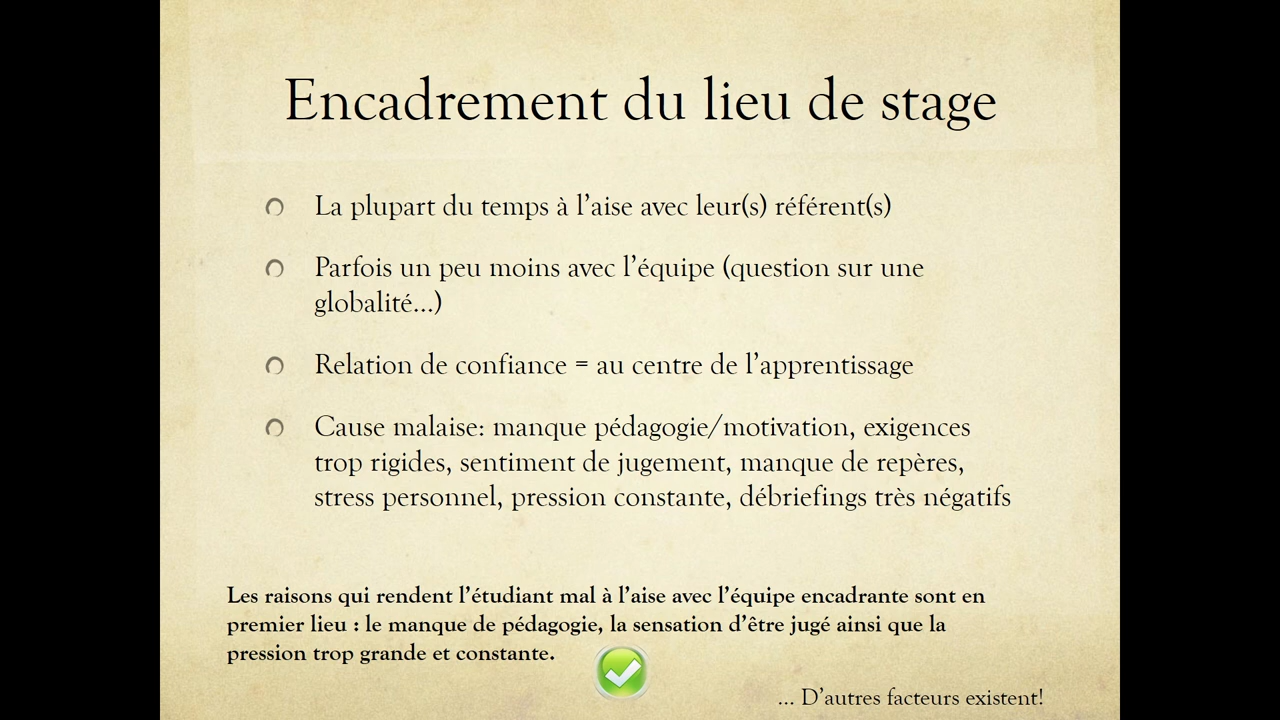 Encadrement du lieu de stage
La plupart du temps à l’aise avec leur(s) référent(s)
Parfois un peu moins avec l’équipe (question sur une
globalité...)
Relation de confiance = au centre de l’apprentissage
Cause malaise: manque pédagogie/motivation, exigences
trop rigides, sentiment de jugement, manque de repères,
stress personnel, pression constante, débriefings très négatifs
Les raisons qui rendent l’étudiant mal à l’aise avec l’équipe encadrante sont en
premier lieu : le manque de pédagogie, la sensation d’être jugé ainsi que la
pression trop grande et constante.
... D’autres facteurs existent!